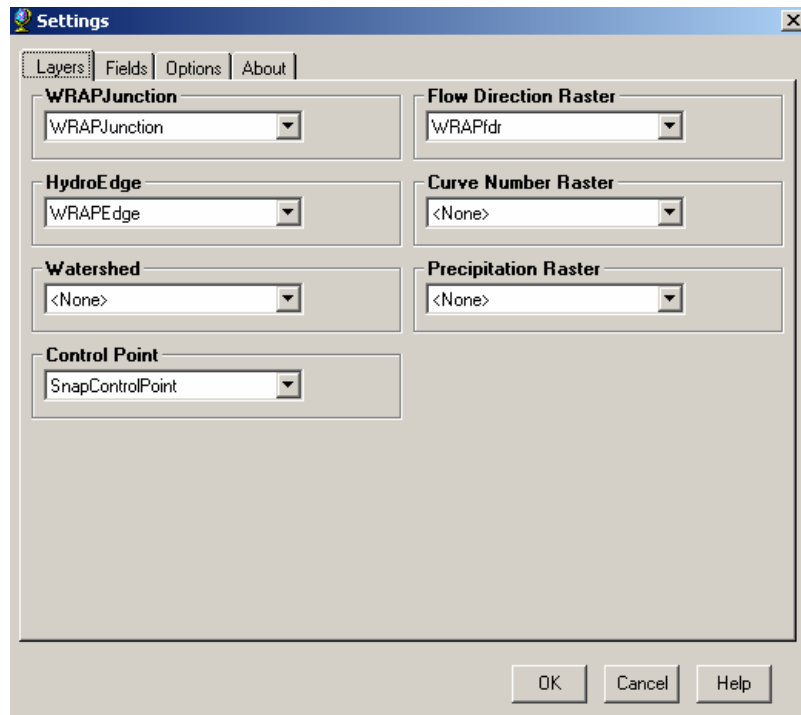 Settings
Layers Fields Options About
WRAPJunction
WRAPJunction
Flow Direction Raster
WRAPfdr
HydroEdge
WRAPEdge
Curve Number Raster
<None>
Watershed
<None>
Precipitation Raster
<None>
Control Point
SnapControlPoint
OK Cancel Help